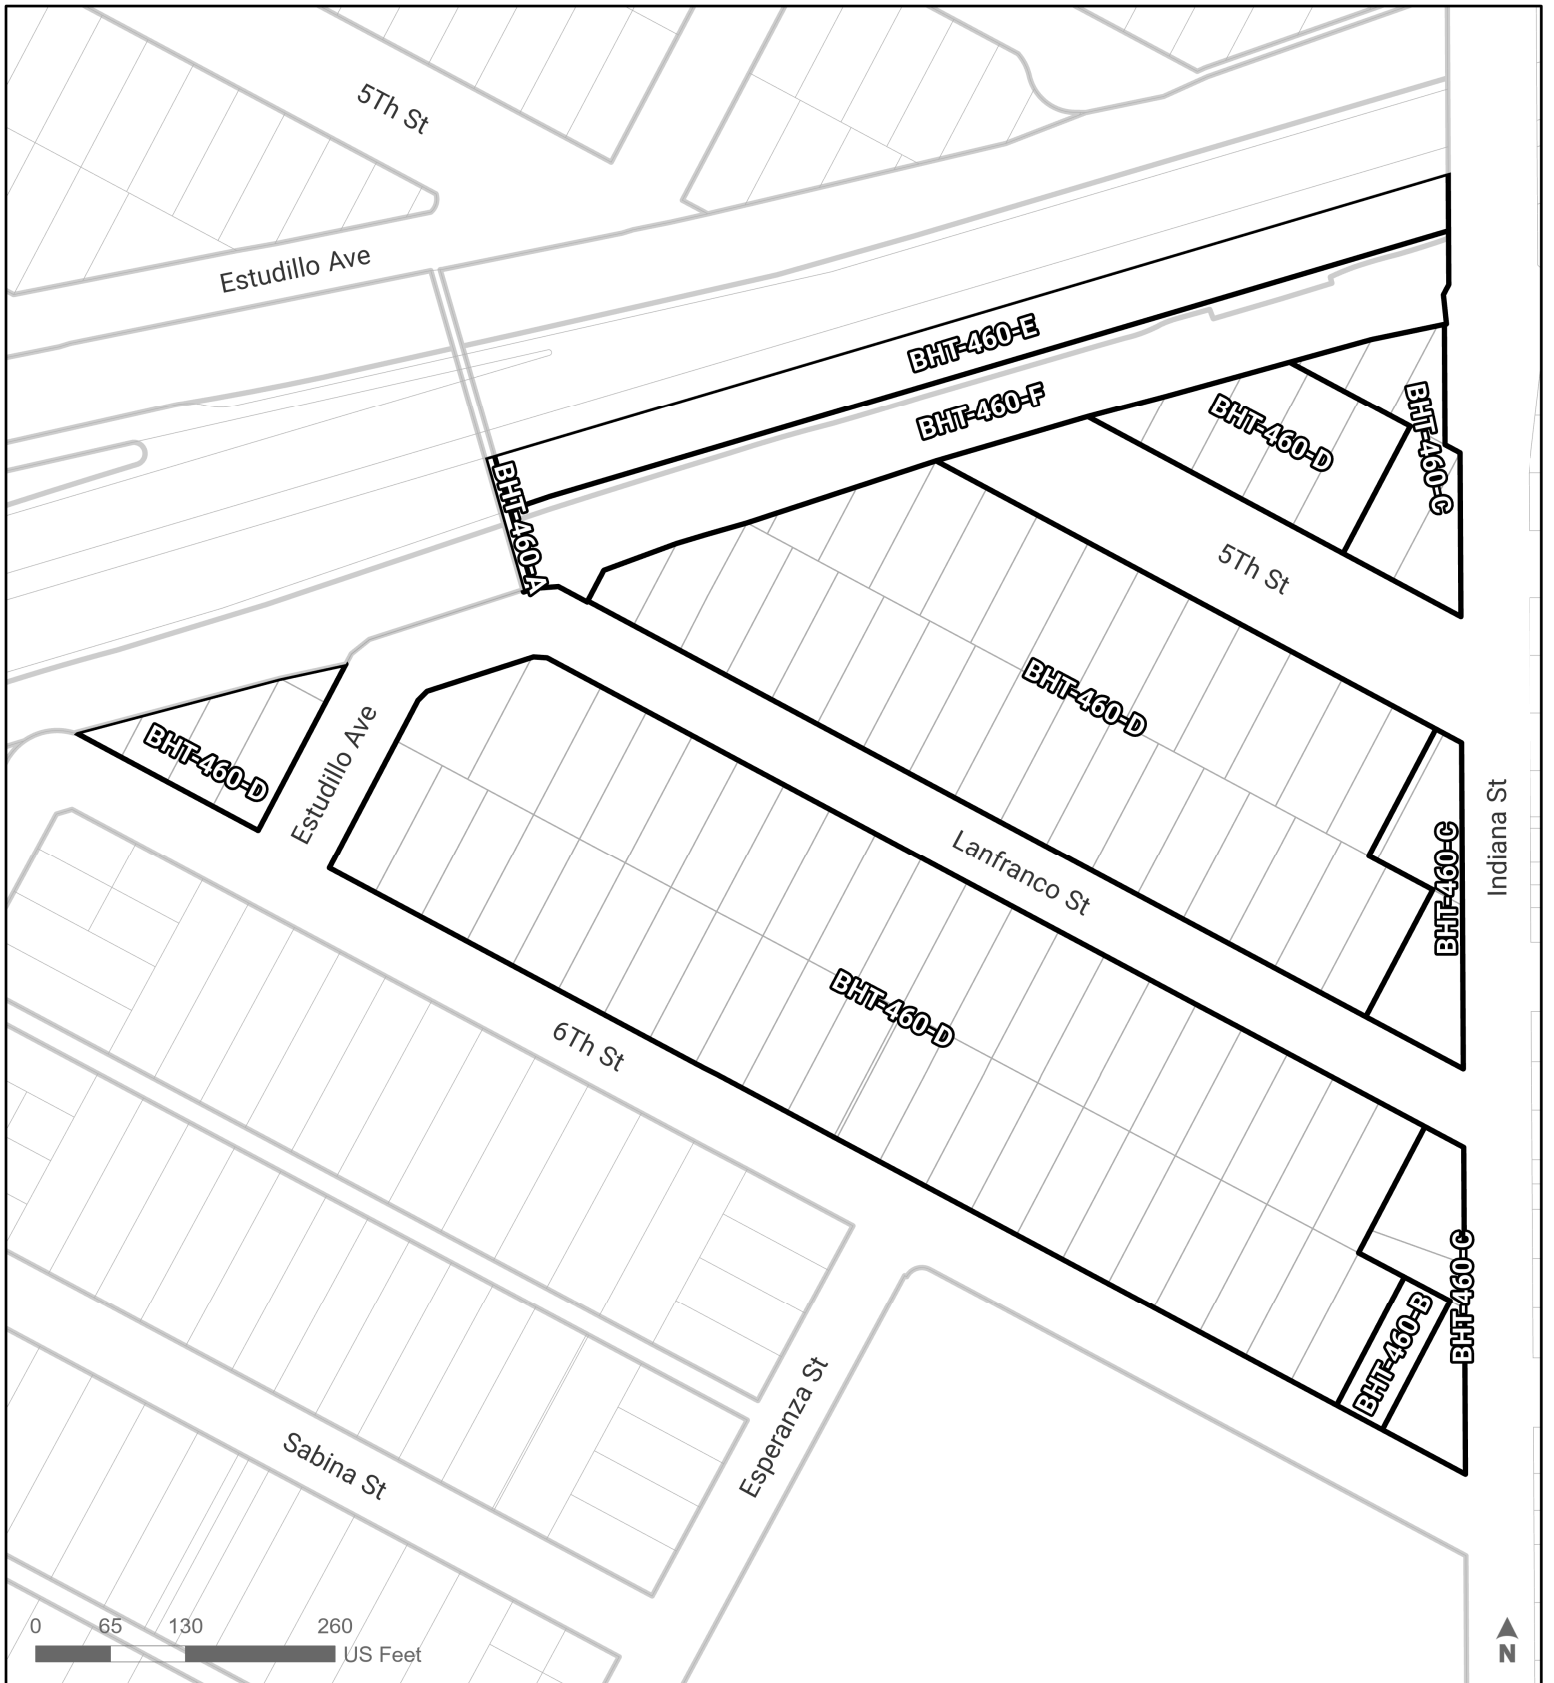 5Th St
Estudillo Ave
BHT-460-E
BHT-460-F
BHT-460-D
BHT-460-C
BHT-460-A
5Th St
BHT-460-D
BHT-460-D
Estudillo Ave
Indiana St
BHT-460-C
Lanfranco St
BHT-460-D
6Th St
BHT-460-C
BHT-460-B
Esperanza St
Sabina St
0 65 130 260
US Feet
N